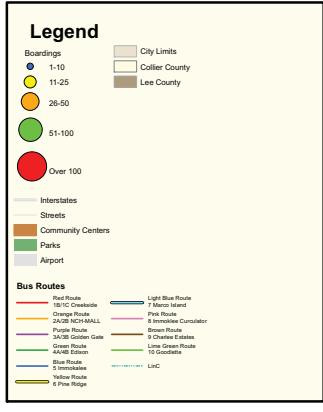 Legend
Boardings
1-10
11-25
26-50
51-100
Over 100
City Limits
Collier County
Lee County
Interstates
Streets
Community Centers
Parks
Airport
Bus Routes
Red Route
1B/1C Creekside
Orange Route
2A/2B NCH-MALL
Purple Route
3A/3B Golden Gate
Green Route
4A/4B Edison
Blue Route
5 Immokalee
Yellow Route
6 Pine Ridge
Light Blue Route
7 Marco Island
Pink Route
8 Immoklee Curculator
Brown Route
9 Charlee Estates
Lime Green Route
10 Goodlette
LinC